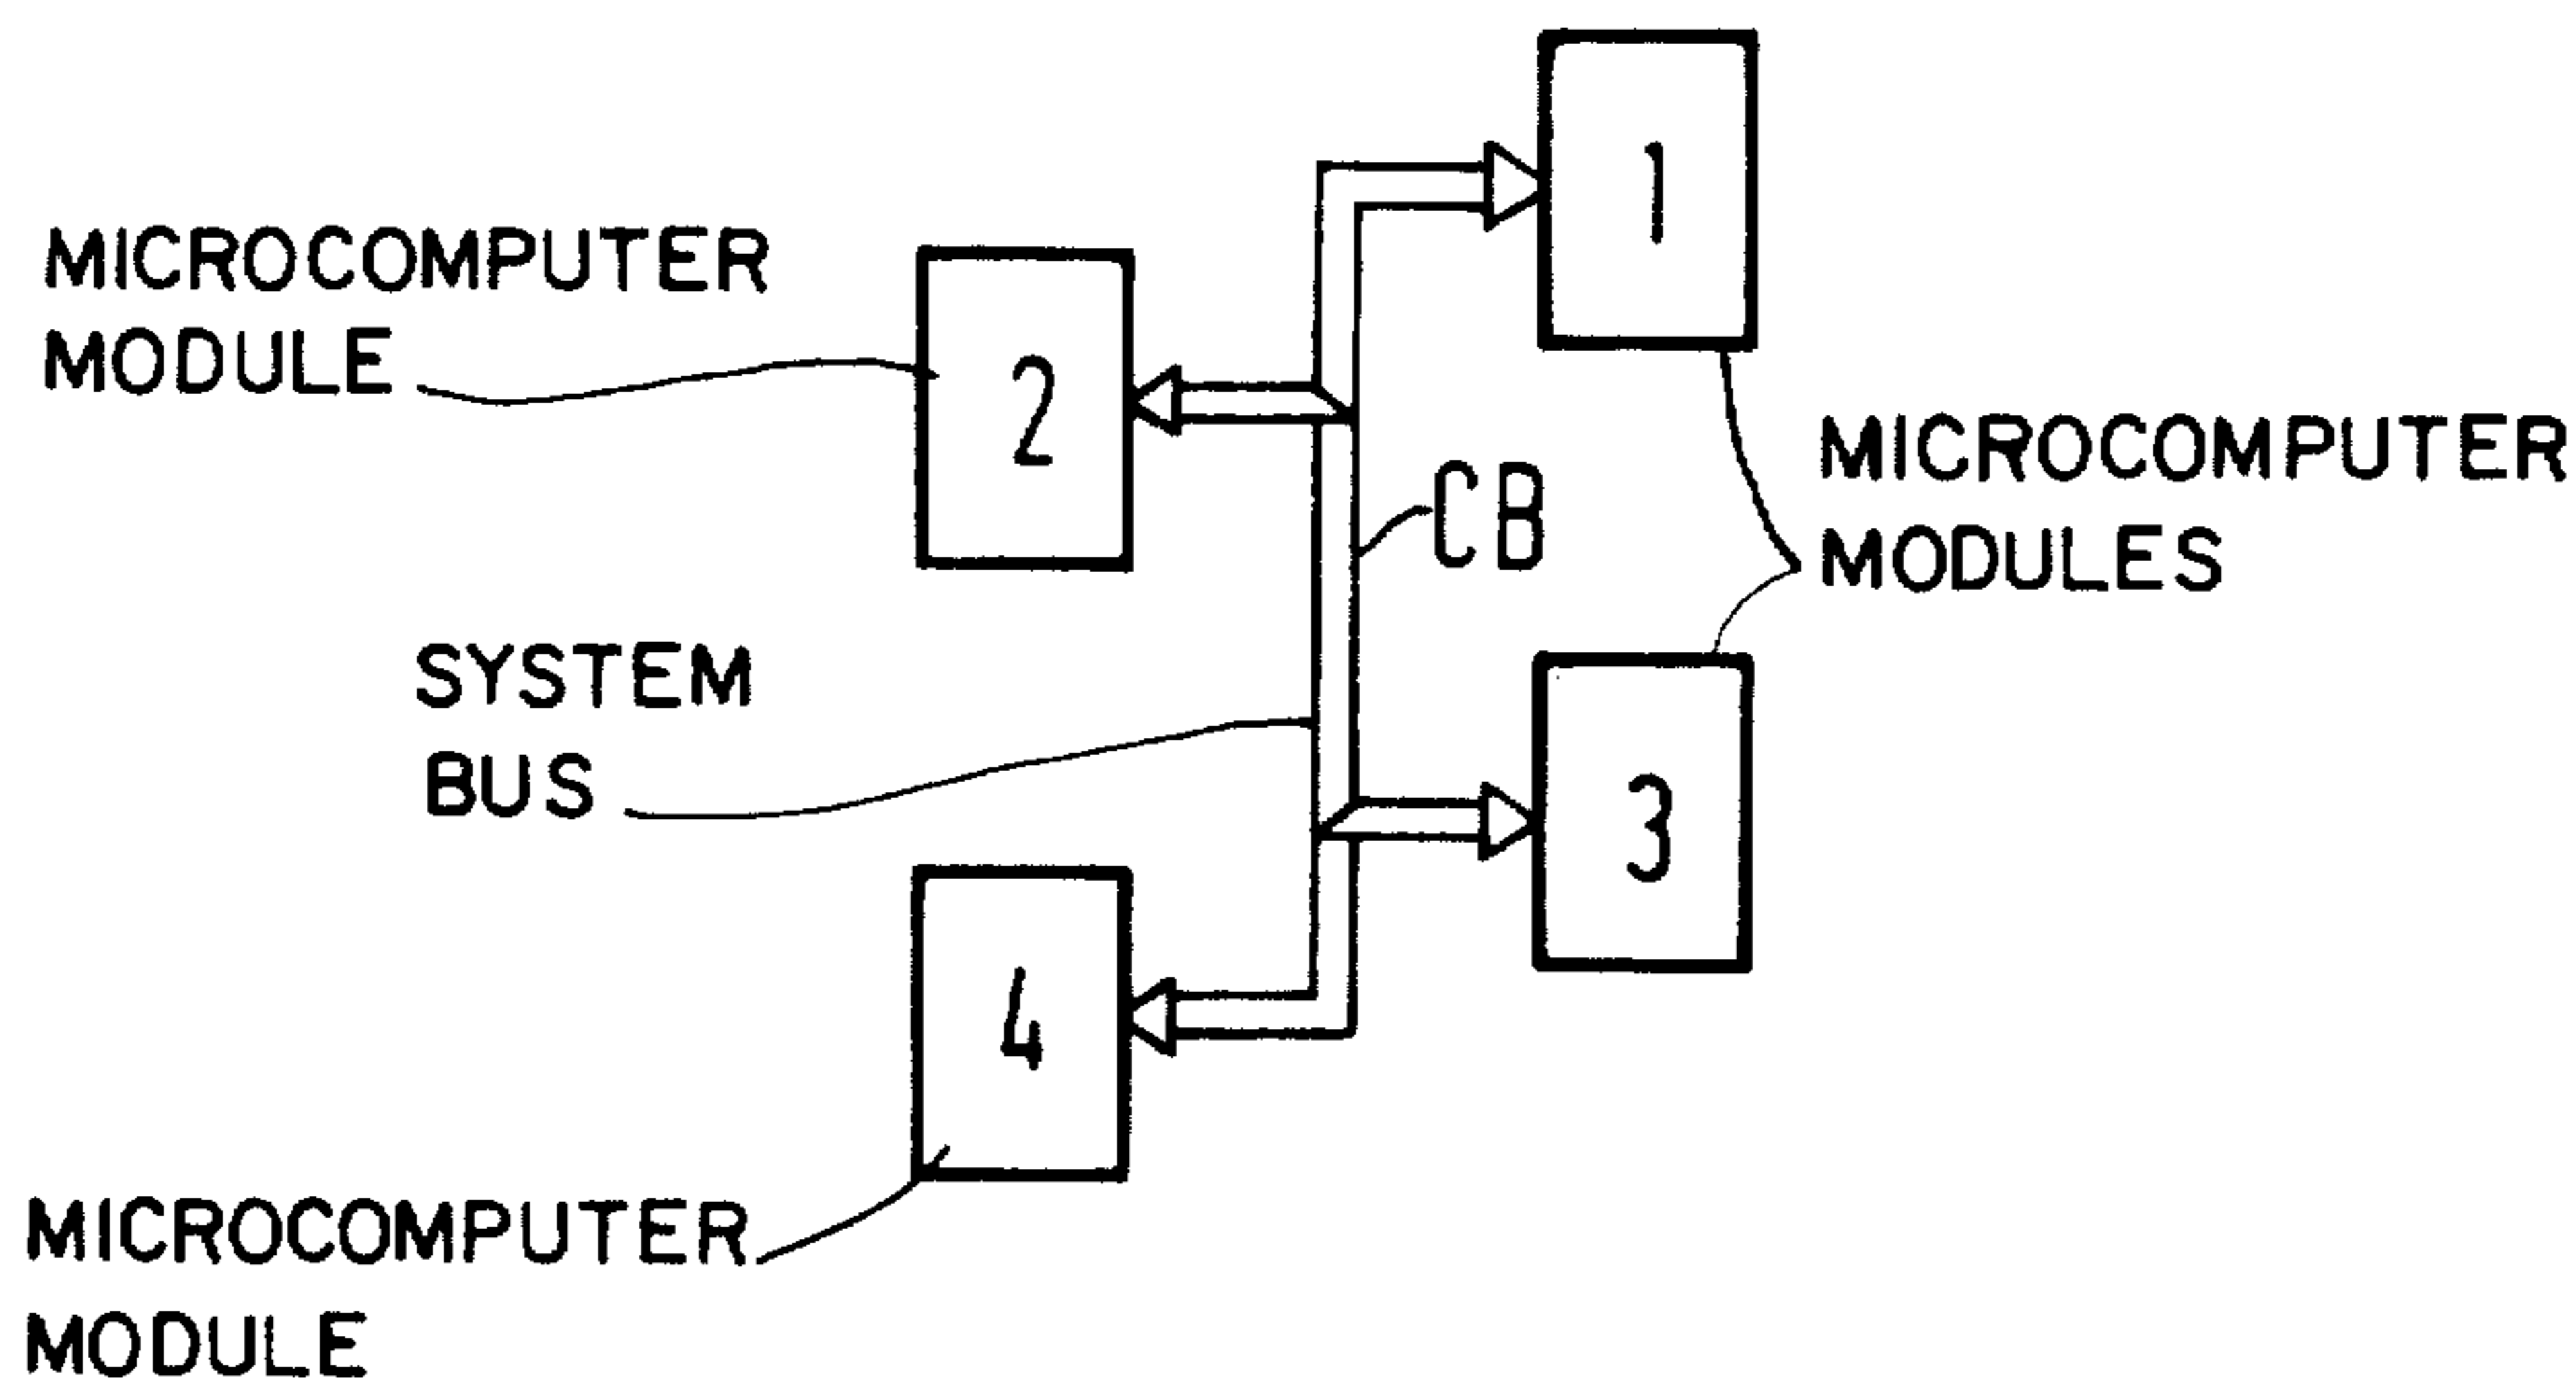 1
MICROCOMPUTER
MODULE
2
MICROCOMPUTER
MODULES
CB
SYSTEM
BUS
3
4
MICROCOMPUTER
MODULE